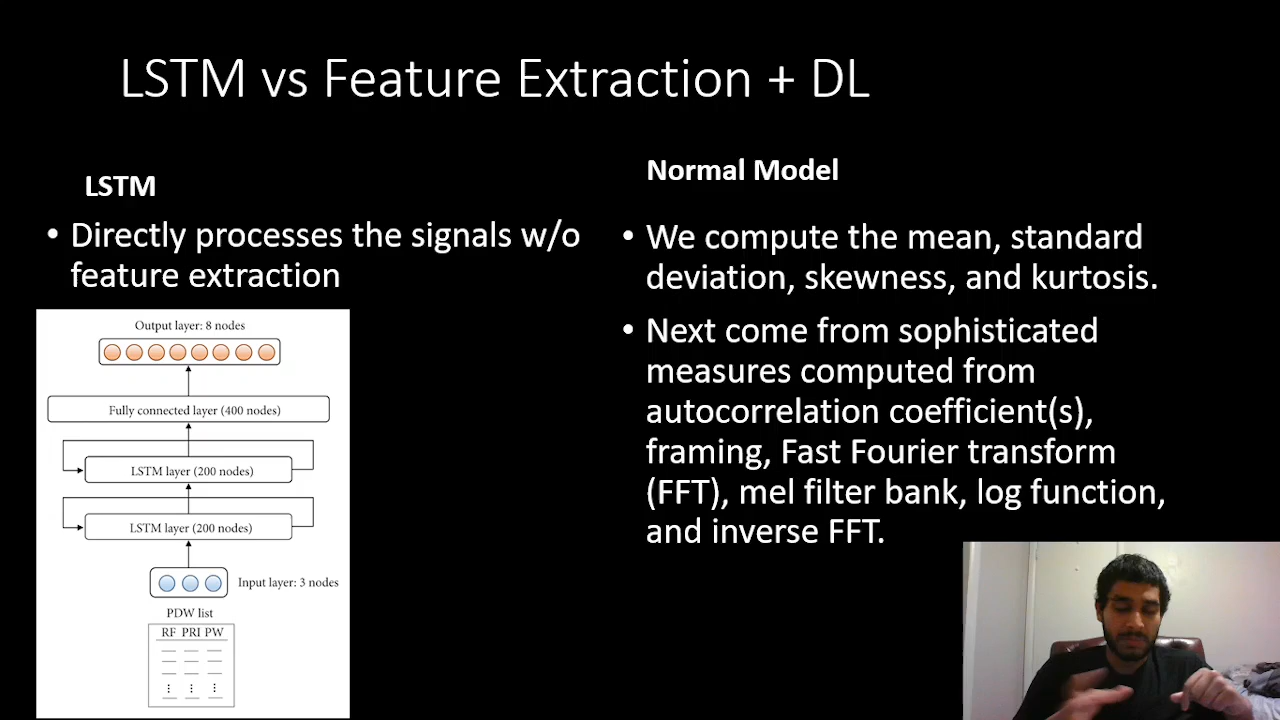 LSTM vs Feature Extraction + DL
LSTM
• Directly processes the signals w/o
feature extraction
Output layer: 8 nodes
Fully connected layer (400 nodes)
LSTM layer (200 nodes)
LSTM layer (200 nodes)
Input layer: 3 nodes
PDW list
RF PRI PW
Normal Model
• We compute the mean, standard
deviation, skewness, and kurtosis.
• Next come from sophisticated
measures computed from
autocorrelation coefficient(s),
framing, Fast Fourier transform
(FFT), mel filter bank, log function,
and inverse FFT.